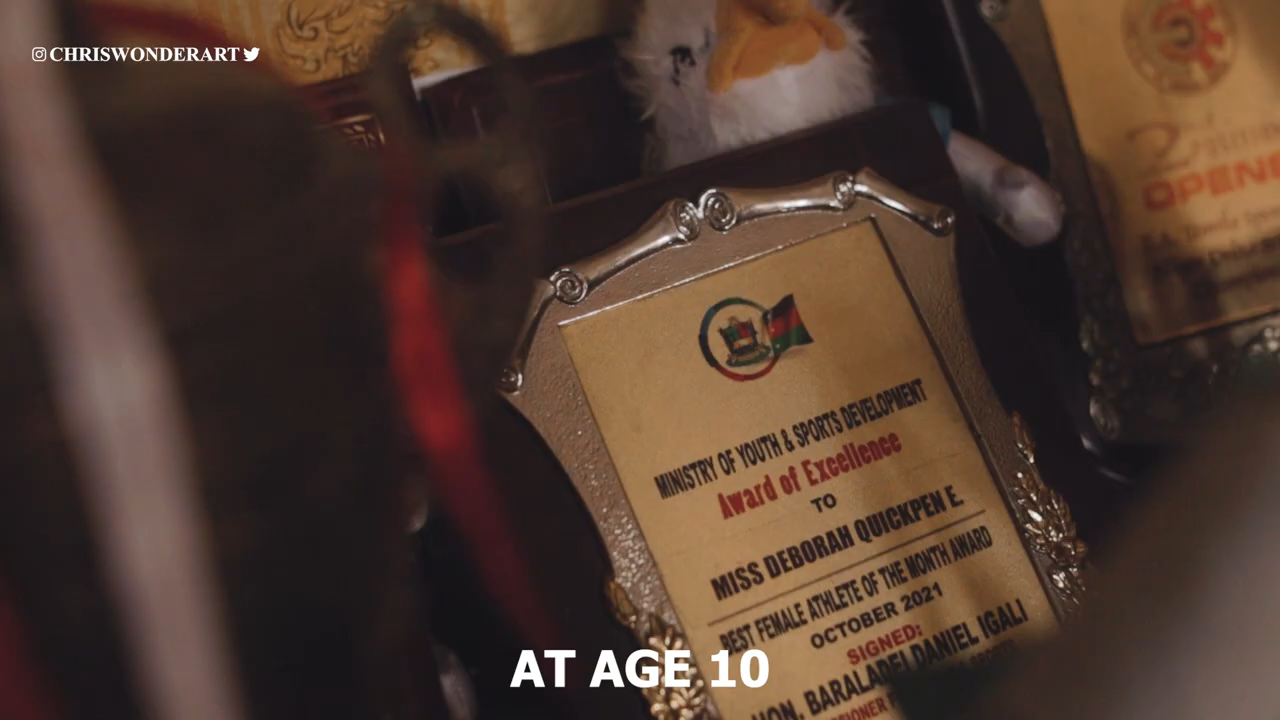 CHRISWONDERART
OPENE
MINISTRY OF YOUTH & SPORTS DEVELOPMENT
Award of Excellence
TO
MISS DEBORAH QUICKPEN E.
BEST FEMALE ATHLETE OF THE MONTH AWARD
OCTOBER 2021
SIGNED:
HON. BARALADEI DANIEL IGALI
AT AGE 10